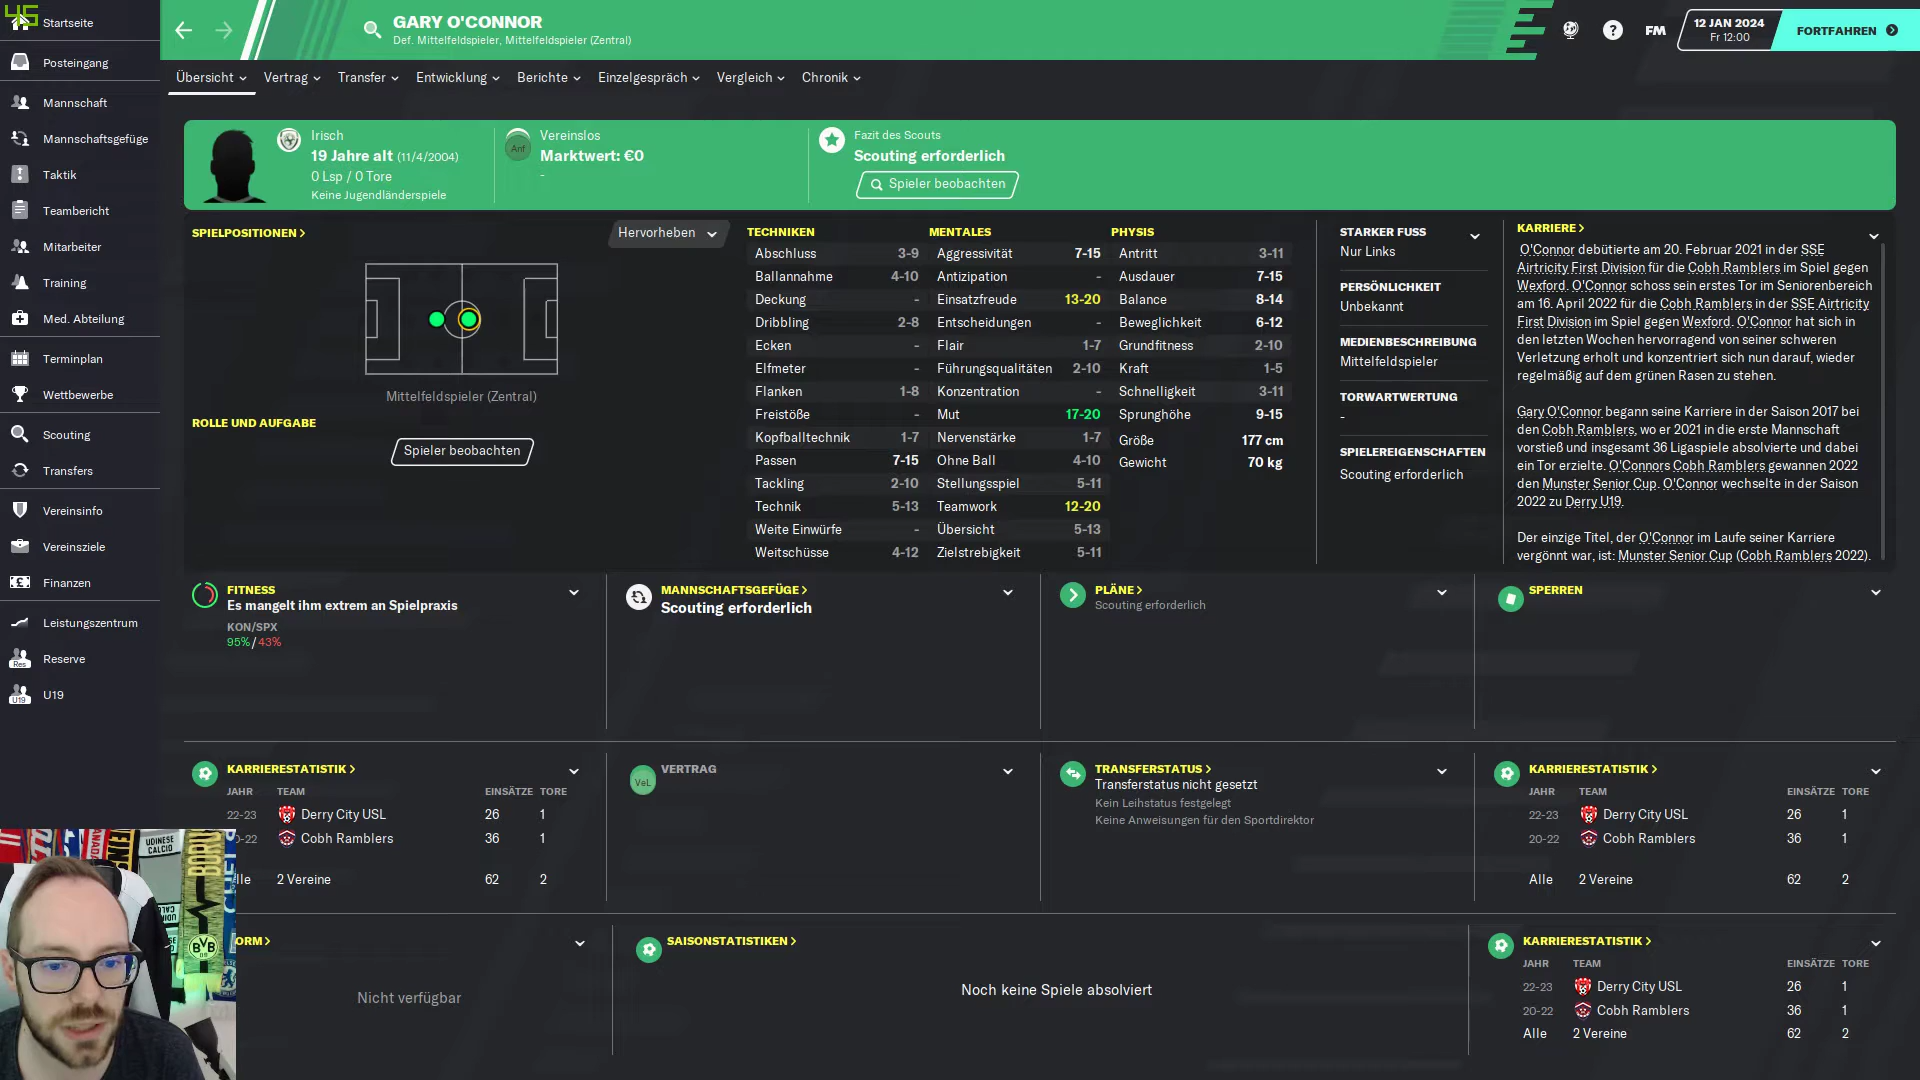 45
Startseite
Posteingang
Mannschaft
Mannschaftsgefüge
Taktik
Teambericht
Mitarbeiter
Training
Med. Abteilung
Terminplan
Wettbewerbe
Scouting
Transfers
Vereinsinfo
Vereinsziele
Finanzen
Leistungszentrum
Res
Reserve
U19
U19
GARY O'CONNOR
Def. Mittelfeldspieler, Mittelfeldspieler (Zentral)
?
FM
12 JAN 2024
Fr 12:00
FORTFAHREN
Übersicht
Vertrag
Transfer
Entwicklung
Berichte
Einzelgespräch
Vergleich
Chronik
Irisch
19 Jahre alt (11/4/2004)
0 Lsp / 0 Tore
Keine Jugendländerspiele
Anf
Vereinslos
Marktwert: €0
-
Fazit des Scouts
Scouting erforderlich
Spieler beobachten
SPIELPOSITIONEN >
Hervorheben
Mittelfeldspieler (Zentral)
ROLLE UND AUFGABE
Spieler beobachten
TECHNIKEN
Abschluss 3-9
Ballannahme 4-10
Deckung -
Dribbling 2-8
Ecken -
Elfmeter -
Flanken 1-8
Freistöße -
Kopfballtechnik 1-7
Passen 7-15
Tackling 2-10
Technik 5-13
Weite Einwürfe -
Weitschüsse 4-12
MENTALES
Aggressivität 7-15
Antizipation -
Einsatzfreude 13-20
Entscheidungen -
Flair 1-7
Führungsqualitäten 2-10
Konzentration -
Mut 17-20
Nervenstärke 1-7
Ohne Ball 4-10
Stellungsspiel 5-11
Teamwork 12-20
Übersicht 5-13
Zielstrebigkeit 5-11
PHYSIS
Antritt 3-11
Ausdauer 7-15
Balance 8-14
Beweglichkeit 6-12
Grundfitness 2-10
Kraft 1-5
Schnelligkeit 3-11
Sprunghöhe 9-15
Größe 177 cm
Gewicht 70 kg
STARKER FUSS
Nur Links
PERSÖNLICHKEIT
Unbekannt
MEDIENBESCHREIBUNG
Mittelfeldspieler
TORWARTWERTUNG
-
SPIELEREIGENSCHAFTEN
Scouting erforderlich
KARRIERE >
O'Connor debütierte am 20. Februar 2021 in der SSE
Airtricity First Division für die Cobh Ramblers im Spiel gegen
Wexford. O'Connor schoss sein erstes Tor im Seniorenbereich
am 16. April 2022 für die Cobh Ramblers in der SSE Airtricity
First Division im Spiel gegen Wexford. O'Connor hat sich in
den letzten Wochen hervorragend von seiner schweren
Verletzung erholt und konzentriert sich nun darauf, wieder
regelmäßig auf dem grünen Rasen zu stehen.
Gary O'Connor begann seine Karriere in der Saison 2017 bei
den Cobh Ramblers, wo er 2021 in die erste Mannschaft
vorstieß und insgesamt 36 Ligaspiele absolvierte und dabei
ein Tor erzielte. O'Connors Cobh Ramblers gewannen 2022
den Munster Senior Cup. O'Connor wechselte in der Saison
2022 zu Derry U19.
Der einzige Titel, der O'Connor im Laufe seiner Karriere
vergönnt war, ist: Munster Senior Cup (Cobh Ramblers 2022).
FITNESS
Es mangelt ihm extrem an Spielpraxis
KON/SPX
95% / 43%
MANNSCHAFTSGEFÜGE >
Scouting erforderlich
PLÄNE >
Scouting erforderlich
SPERREN
KARRIERESTATISTIK >
JAHR TEAM EINSÄTZE TORE
22-23 Derry City USL 26 1
0-22 Cobh Ramblers 36 1
lle 2 Vereine 62 2
VeL
VERTRAG
TRANSFERSTATUS >
Transferstatus nicht gesetzt
Kein Leihstatus festgelegt
Keine Anweisungen für den Sportdirektor
KARRIERESTATISTIK >
JAHR TEAM EINSÄTZE TORE
22-23 Derry City USL 26 1
20-22 Cobh Ramblers 36 1
Alle 2 Vereine 62 2
ORM >
Nicht verfügbar
SAISONSTATISTIKEN >
Noch keine Spiele absolviert
KARRIERESTATISTIK >
JAHR TEAM EINSÄTZE TORE
22-23 Derry City USL 26 1
20-22 Cobh Ramblers 36 1
Alle 2 Vereine 62 2
UDINESE
CALCIO
BVB
09